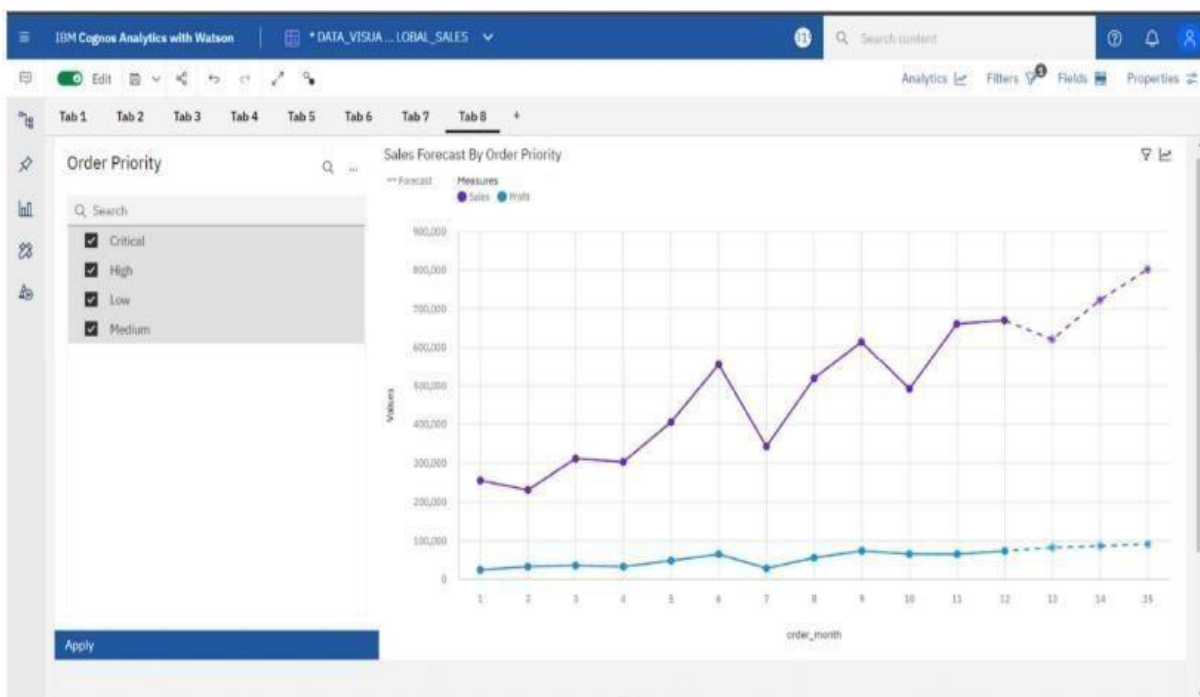 IBM Cognos Analytics with Watson
* DATA_VISUA ... LOBAL_SALES
Search content
Edit
Analytics
Filters
1
Fields
Properties
Tab 1 Tab 2 Tab 3 Tab 4 Tab 5 Tab 6 Tab 7 Tab 8 +
Order Priority
...
Search
Critical
High
Low
Medium
Apply
Sales Forecast By Order Priority
Forecast
Measures
Sales Profit
Values
900,000
800,000
700,000
600,000
500,000
400,000
300,000
200,000
100,000
0
1 2 3 4 5 6 7 8 9 10 11 12 13 14 15
order_month